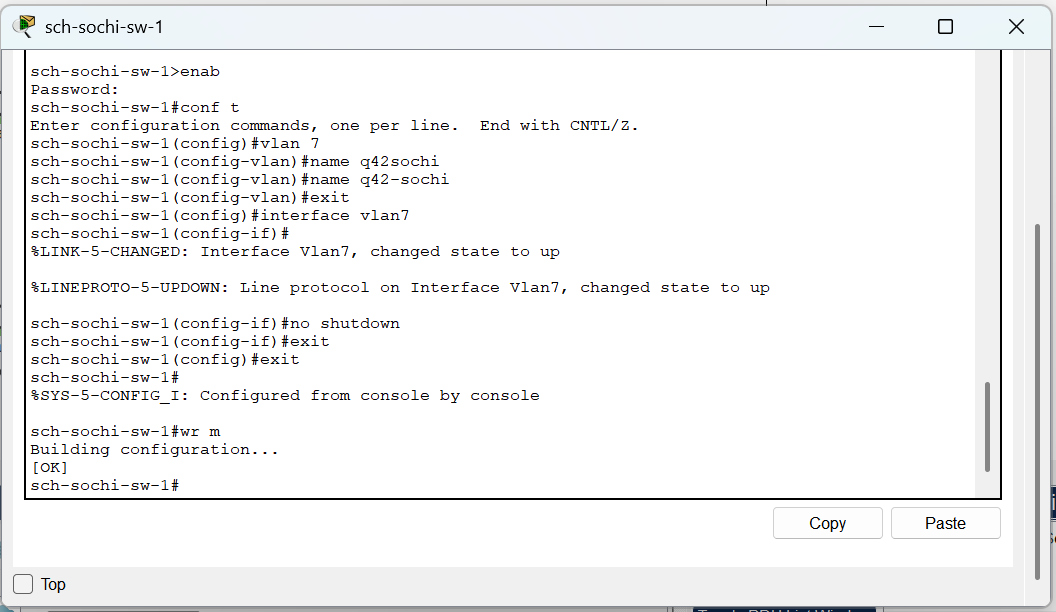 sch-sochi-sw-1
sch-sochi-sw-1>enab
Password:
sch-sochi-sw-1#conf t
Enter configuration commands, one per line.  End with CNTL/Z.
sch-sochi-sw-1(config)#vlan 7
sch-sochi-sw-1(config-vlan)#name q42sochi
sch-sochi-sw-1(config-vlan)#name q42-sochi
sch-sochi-sw-1(config-vlan)#exit
sch-sochi-sw-1(config)#interface vlan7
sch-sochi-sw-1(config-if)#
%LINK-5-CHANGED: Interface Vlan7, changed state to up
%LINEPROTO-5-UPDOWN: Line protocol on Interface Vlan7, changed state to up
sch-sochi-sw-1(config-if)#no shutdown
sch-sochi-sw-1(config-if)#exit
sch-sochi-sw-1(config)#exit
sch-sochi-sw-1#
%SYS-5-CONFIG_I: Configured from console by console
sch-sochi-sw-1#wr m
Building configuration...
[OK]
sch-sochi-sw-1#
Copy
Paste
Top